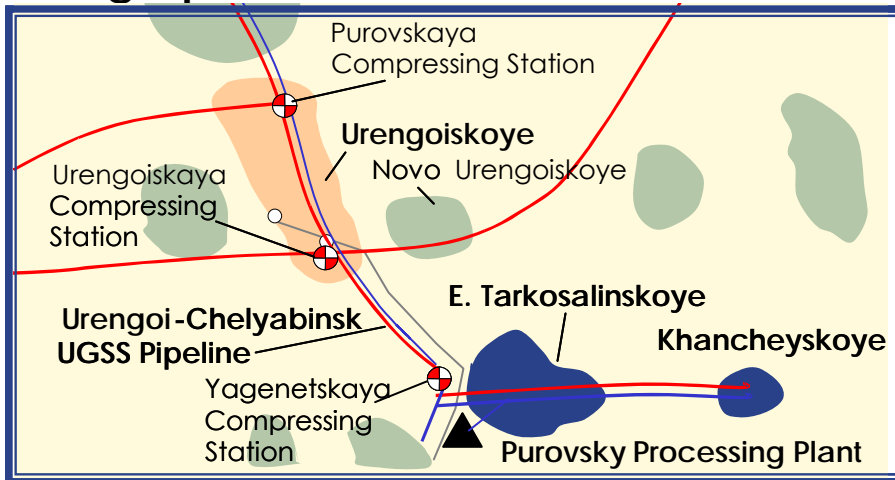 Purovskaya
Compressing Station
Urengoiskoye
Novo Urengoiskoye
Urengoiskaya
Compressing
Station
E. Tarkosalinskoye
Urengoi-Chelyabinsk
UGSS Pipeline
Khancheyskoye
Yagenetskaya
Compressing
Station
Purovsky Processing Plant